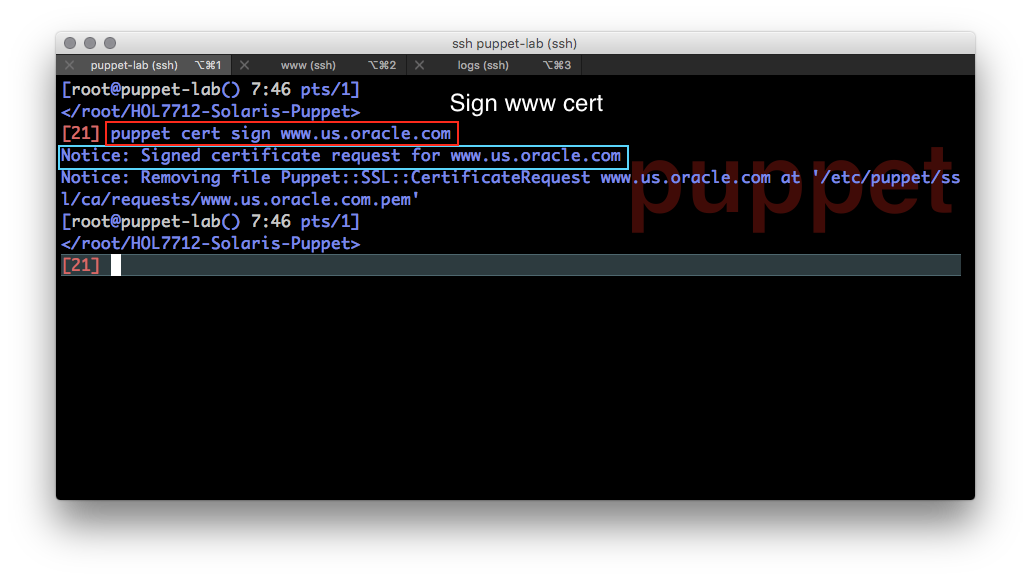 ssh puppet-lab (ssh)
puppet-lab (ssh) ⌥⌘1 www (ssh) ⌥⌘2 logs (ssh) ⌥⌘3
[root@puppet-lab() 7:46 pts/1]
Sign www cert
</root/HOL7712-Solaris-Puppet>
[21] puppet cert sign www.us.oracle.com
Notice: Signed certificate request for www.us.oracle.com
puppet
Notice: Removing file Puppet::SSL::CertificateRequest www.us.oracle.com at '/etc/puppet/ss
l/ca/requests/www.us.oracle.com.pem'
[root@puppet-lab() 7:46 pts/1]
</root/HOL7712-Solaris-Puppet>
[21]